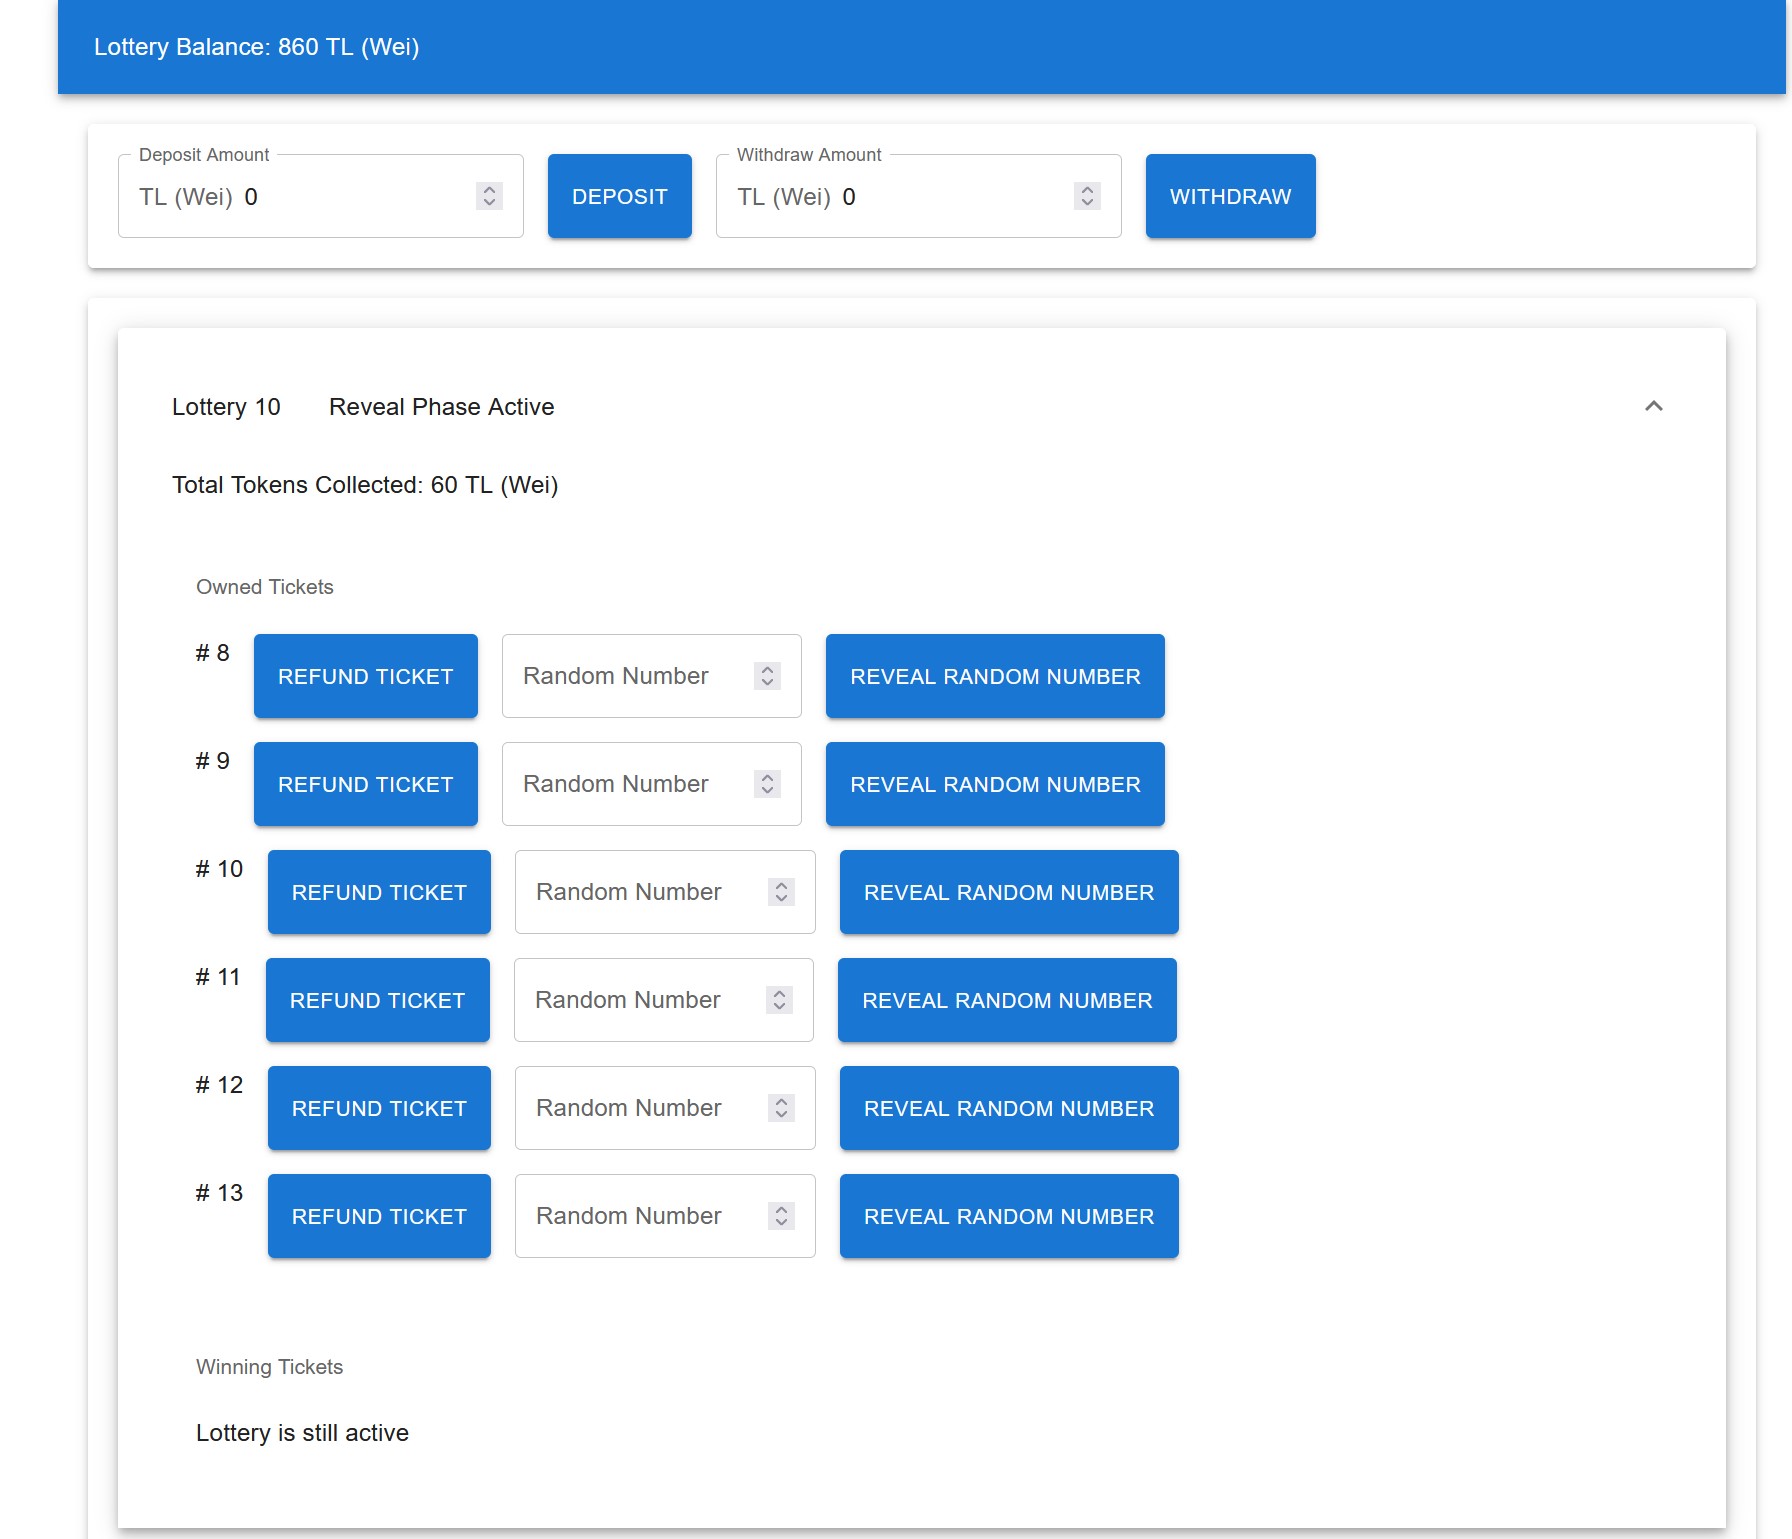 Lottery Balance: 860 TL (Wei)
Deposit Amount
TL (Wei) 0
DEPOSIT
Withdraw Amount
TL (Wei) 0
WITHDRAW
Lottery 10 Reveal Phase Active
Total Tokens Collected: 60 TL (Wei)
Owned Tickets
# 8 REFUND TICKET Random Number REVEAL RANDOM NUMBER
# 9 REFUND TICKET Random Number REVEAL RANDOM NUMBER
# 10 REFUND TICKET Random Number REVEAL RANDOM NUMBER
# 11 REFUND TICKET Random Number REVEAL RANDOM NUMBER
# 12 REFUND TICKET Random Number REVEAL RANDOM NUMBER
# 13 REFUND TICKET Random Number REVEAL RANDOM NUMBER
Winning Tickets
Lottery is still active